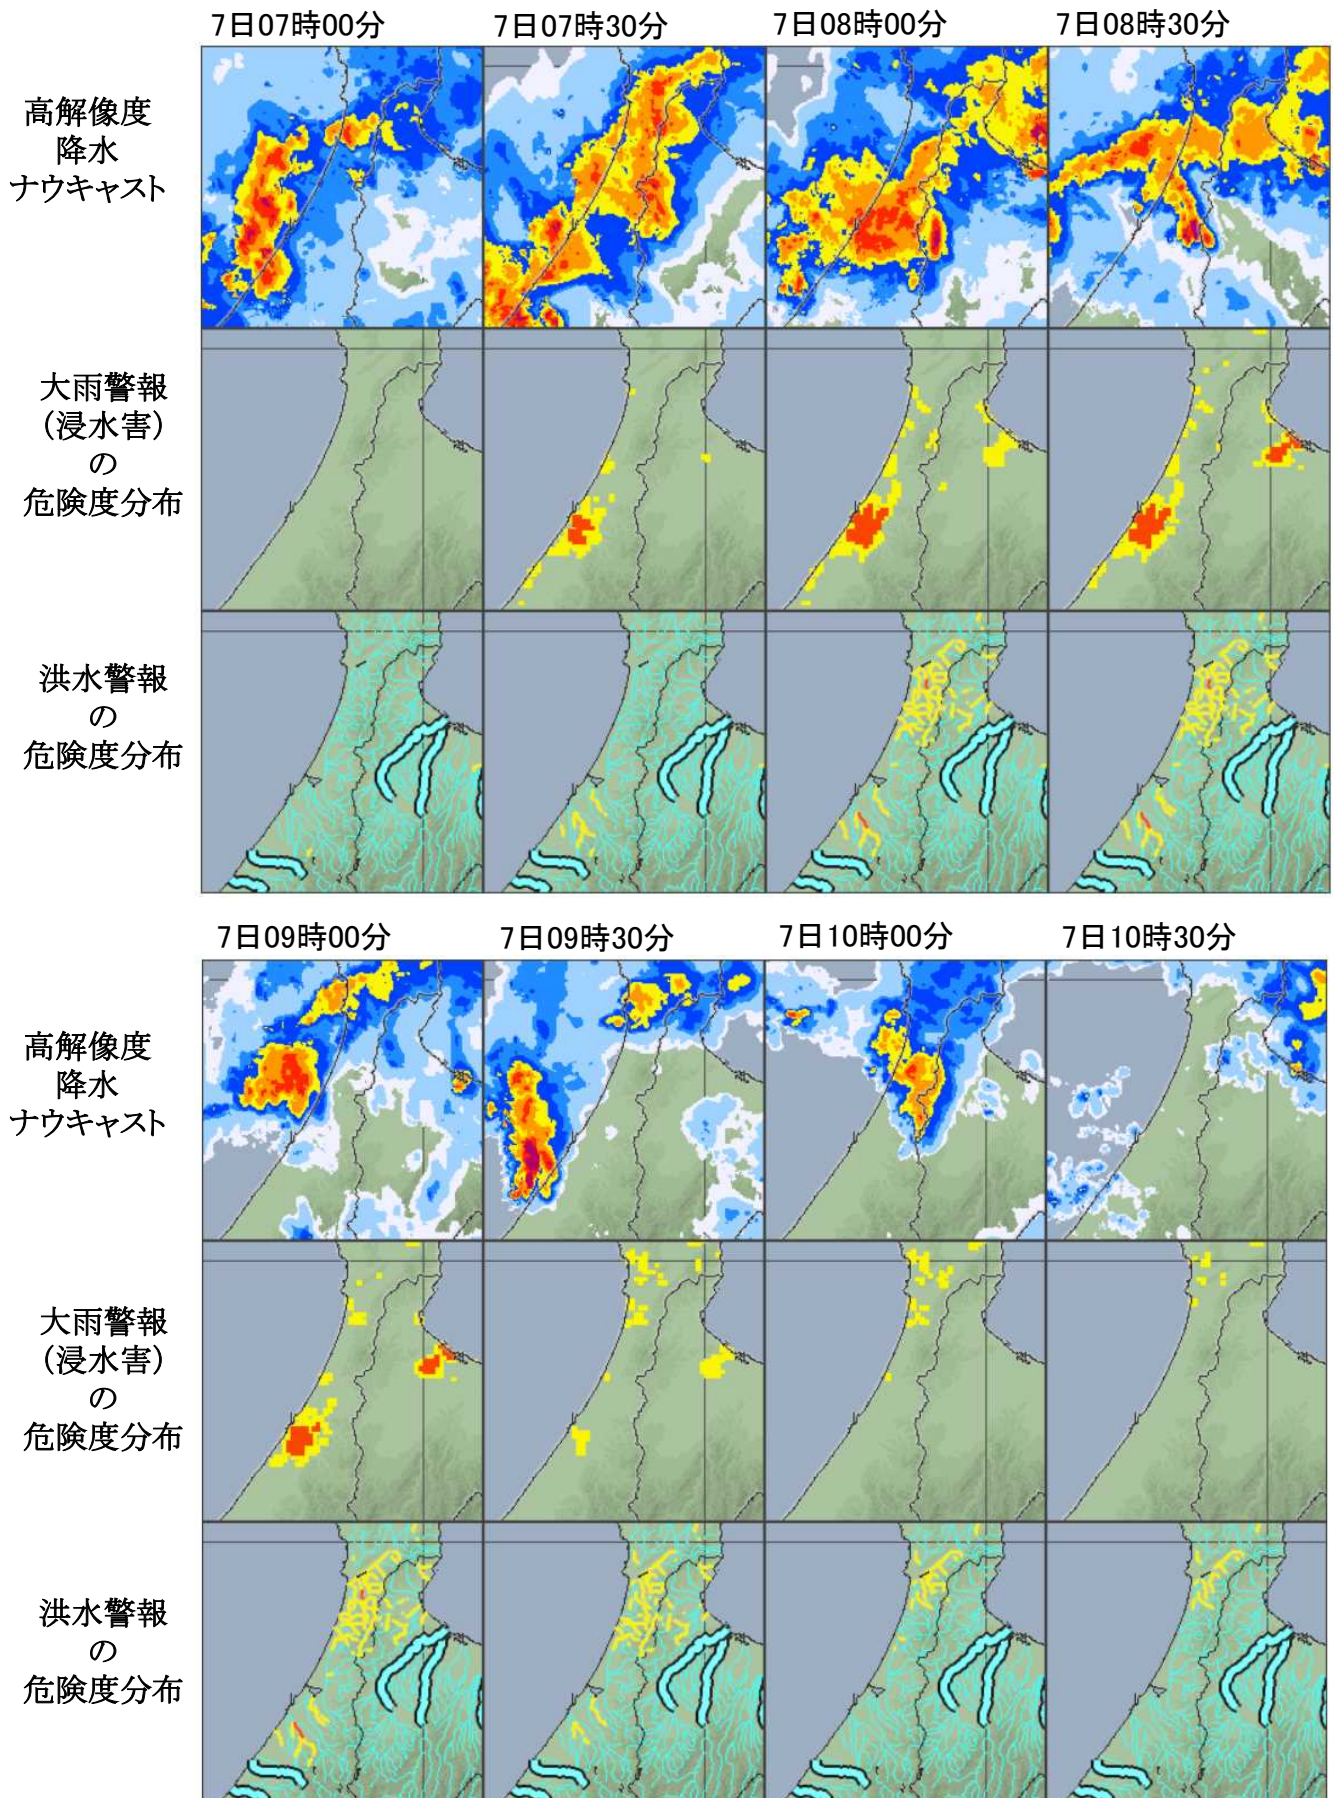 7日07時00分 7日07時30分 7日08時00分 7日08時30分
高解像度
降水
ナウキャスト
大雨警報
（浸水害）
の
危険度分布
洪水警報
の
危険度分布
7日09時00分 7日09時30分 7日10時00分 7日10時30分
高解像度
降水
ナウキャスト
大雨警報
（浸水害）
の
危険度分布
洪水警報
の
危険度分布